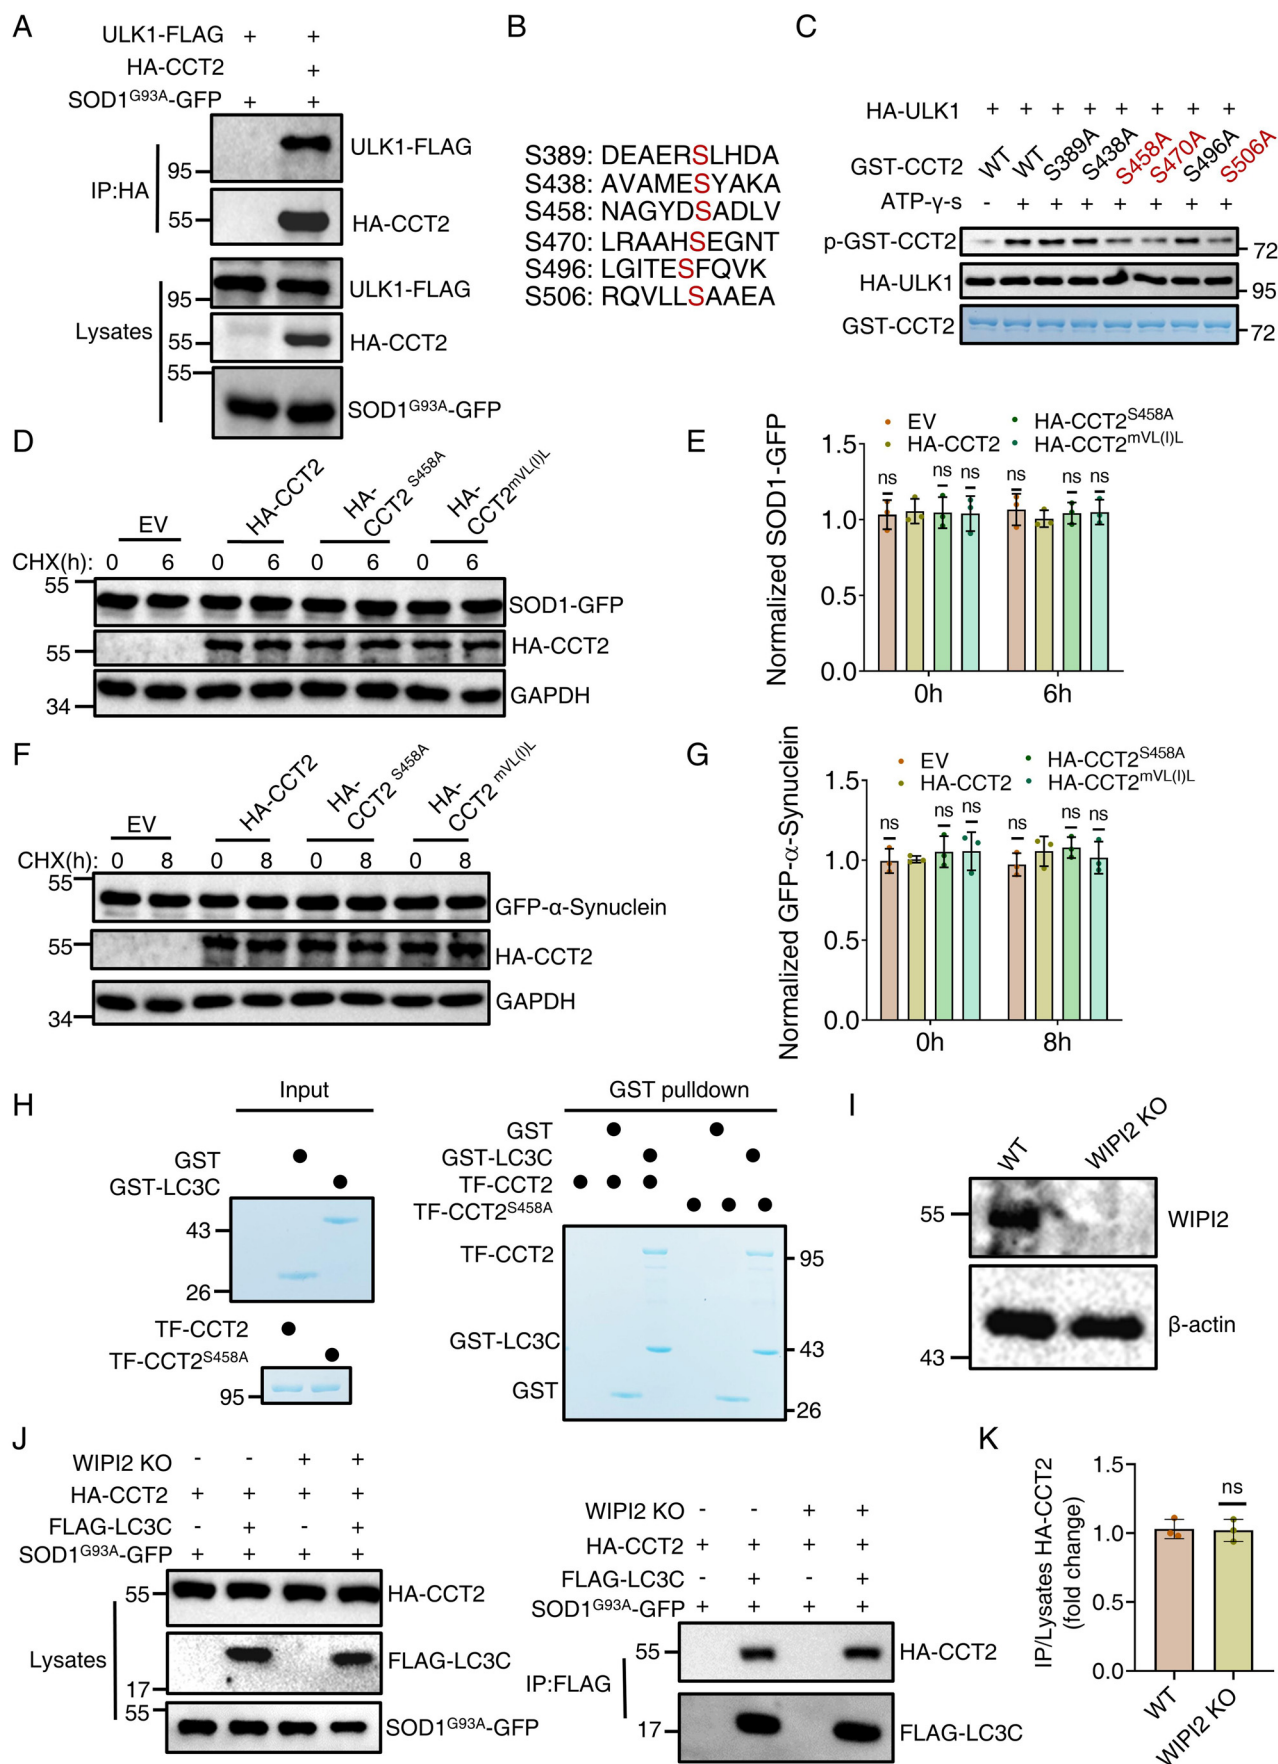 A
ULK1-FLAG + +
HA-CCT2 +
SOD1G93A-GFP + +
IP:HA
95
ULK1-FLAG
55
HA-CCT2
Lysates
95
ULK1-FLAG
55
HA-CCT2
55
SOD1G93A-GFP
B
S389: DEAERSLHDA
S438: AVAMESYAKA
S458: NAGYDSADLV
S470: LRAAHSEGNT
S496: LGITESFQVK
S506: RQVLLSAAEA
C
HA-ULK1 + + + + + + + +
GST-CCT2 WT WT S389A S438A S458A S470A S496A S506A
ATP-γ-s - + + + + + + +
p-GST-CCT2
72
HA-ULK1
95
GST-CCT2
72
D
EV HA-CCT2 HA-CCT2 S458A HA-CCT2mVL(I)L
CHX(h): 0 6 0 6 0 6 0 6
55
SOD1-GFP
55
HA-CCT2
34
GAPDH
E
EV
HA-CCT2
HA-CCT2S458A
HA-CCT2mVL(I)L
Normalized SOD1-GFP
1.5
1.0
0.5
0.0
ns ns ns ns ns ns
0h 6h
F
EV HA-CCT2 HA-CCT2 S458A HA-CCT2 mVL(I)L
CHX(h): 0 8 0 8 0 8 0 8
55
GFP-α-Synuclein
55
HA-CCT2
34
GAPDH
G
EV
HA-CCT2
HA-CCT2S458A
HA-CCT2mVL(I)L
Normalized GFP-α-Synuclein
1.5
1.0
0.5
0.0
ns ns ns ns ns ns
0h 8h
H
Input
GST
GST-LC3C
43
26
TF-CCT2
TF-CCT2S458A
95
GST pulldown
GST
GST-LC3C
TF-CCT2
TF-CCT2S458A
TF-CCT2
95
GST-LC3C
43
GST
26
I
WT WIPI2 KO
55
WIPI2
β-actin
43
J
WIPI2 KO - - + +
HA-CCT2 + + + +
FLAG-LC3C - + - +
SOD1G93A-GFP + + + +
Lysates
55
HA-CCT2
FLAG-LC3C
17
55
SOD1G93A-GFP
WIPI2 KO - - + +
HA-CCT2 + + + +
FLAG-LC3C - + - +
SOD1G93A-GFP + + + +
IP:FLAG
55
HA-CCT2
17
FLAG-LC3C
K
IP/Lysates HA-CCT2
(fold change)
1.5
1.0
0.5
0.0
ns
WT WIPI2 KO